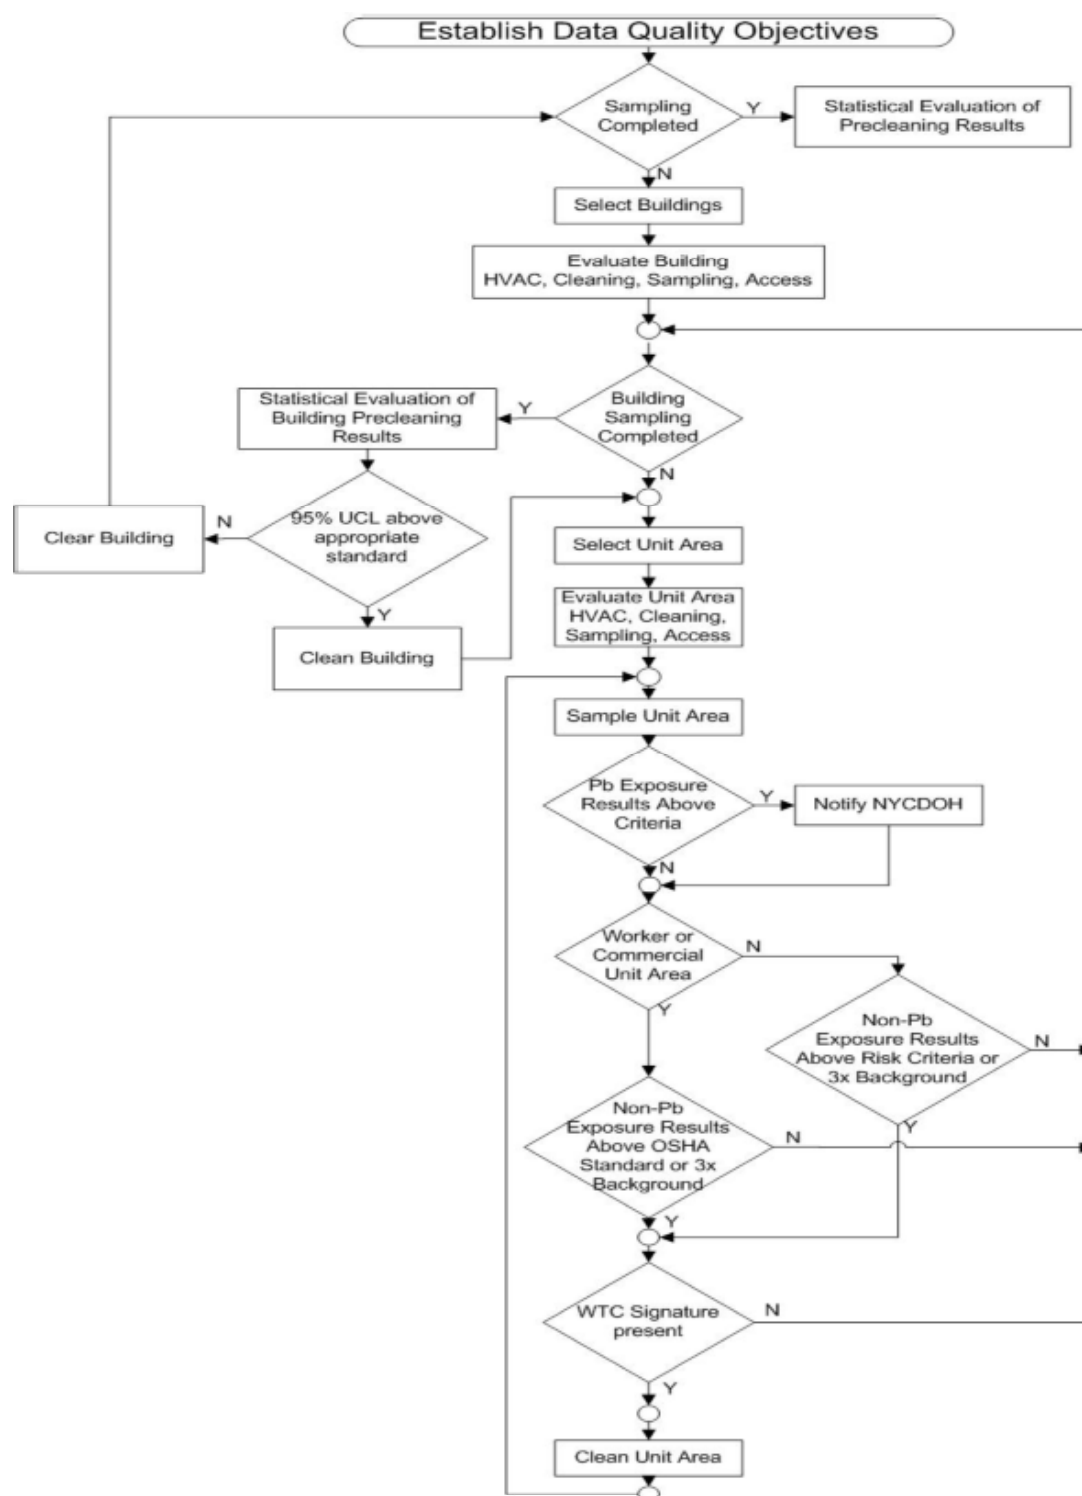 Establish Data Quality Objectives
Sampling
Completed
Y
Statistical Evaluation of
Precleaning Results
N
Select Buildings
Evaluate Building
HVAC, Cleaning, Sampling, Access
Building
Sampling
Completed
Y
Statistical Evaluation of
Building Precleaning
Results
N
95% UCL above
appropriate
standard
N
Clear Building
Y
Clean Building
Select Unit Area
Evaluate Unit Area
HVAC, Cleaning,
Sampling, Access
Sample Unit Area
Pb Exposure
Results Above
Criteria
Y
Notify NYCDOH
N
Worker or
Commercial
Unit Area
N
Y
Non-Pb
Exposure Results
Above Risk Criteria or
3x Background
N
Y
Non-Pb
Exposure Results
Above OSHA
Standard or 3x
Background
N
Y
WTC Signature
present
N
Y
Clean Unit Area